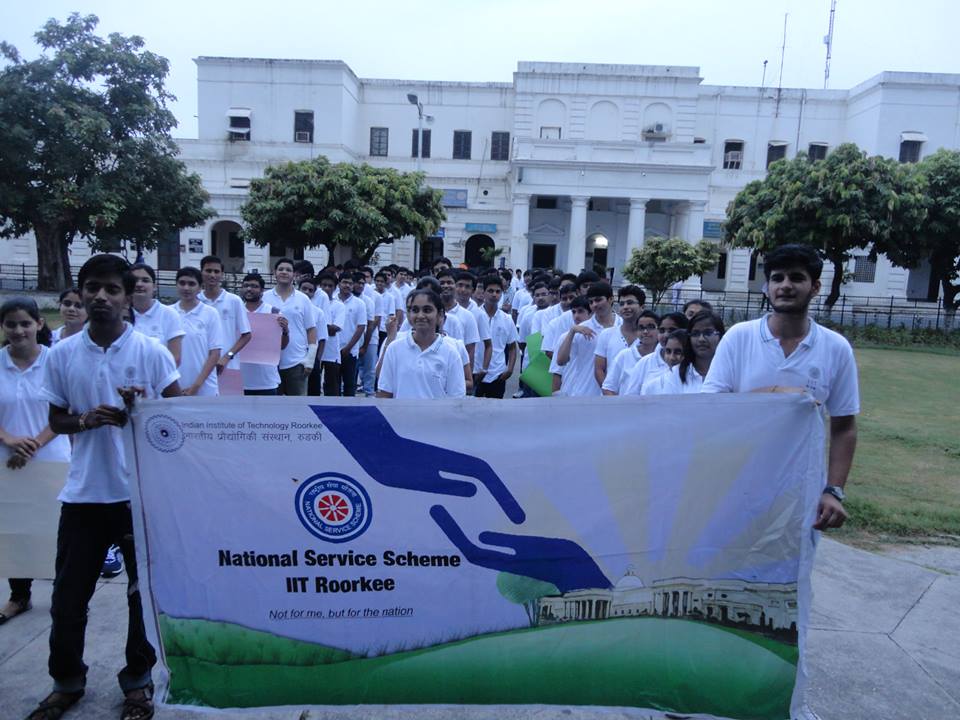 Indian Institute of Technology Roorkee
भारतीय प्रौद्योगिकी संस्थान, रुड़की
राष्ट्रीय सेवा योजना
NATIONAL SERVICE SCHEME
National Service Scheme
IIT Roorkee
Not for me, but for the nation